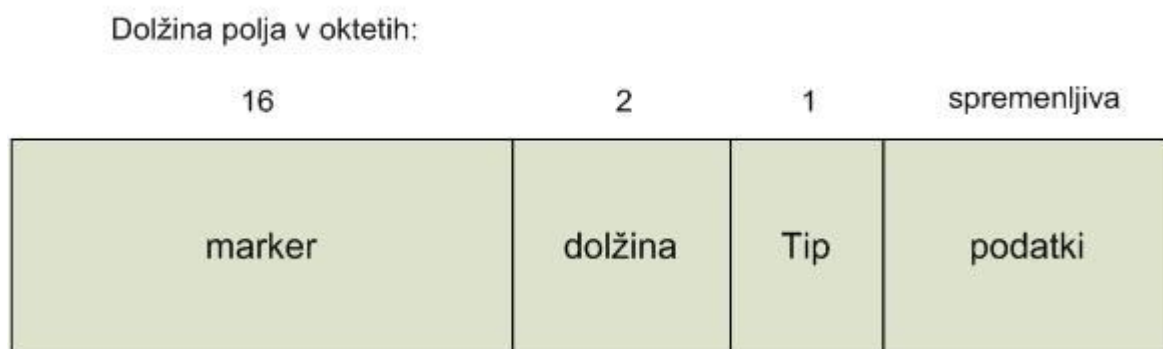 Dolžina polja v oktetih:
16 2 1 spremenljiva
marker dolžina Tip podatki